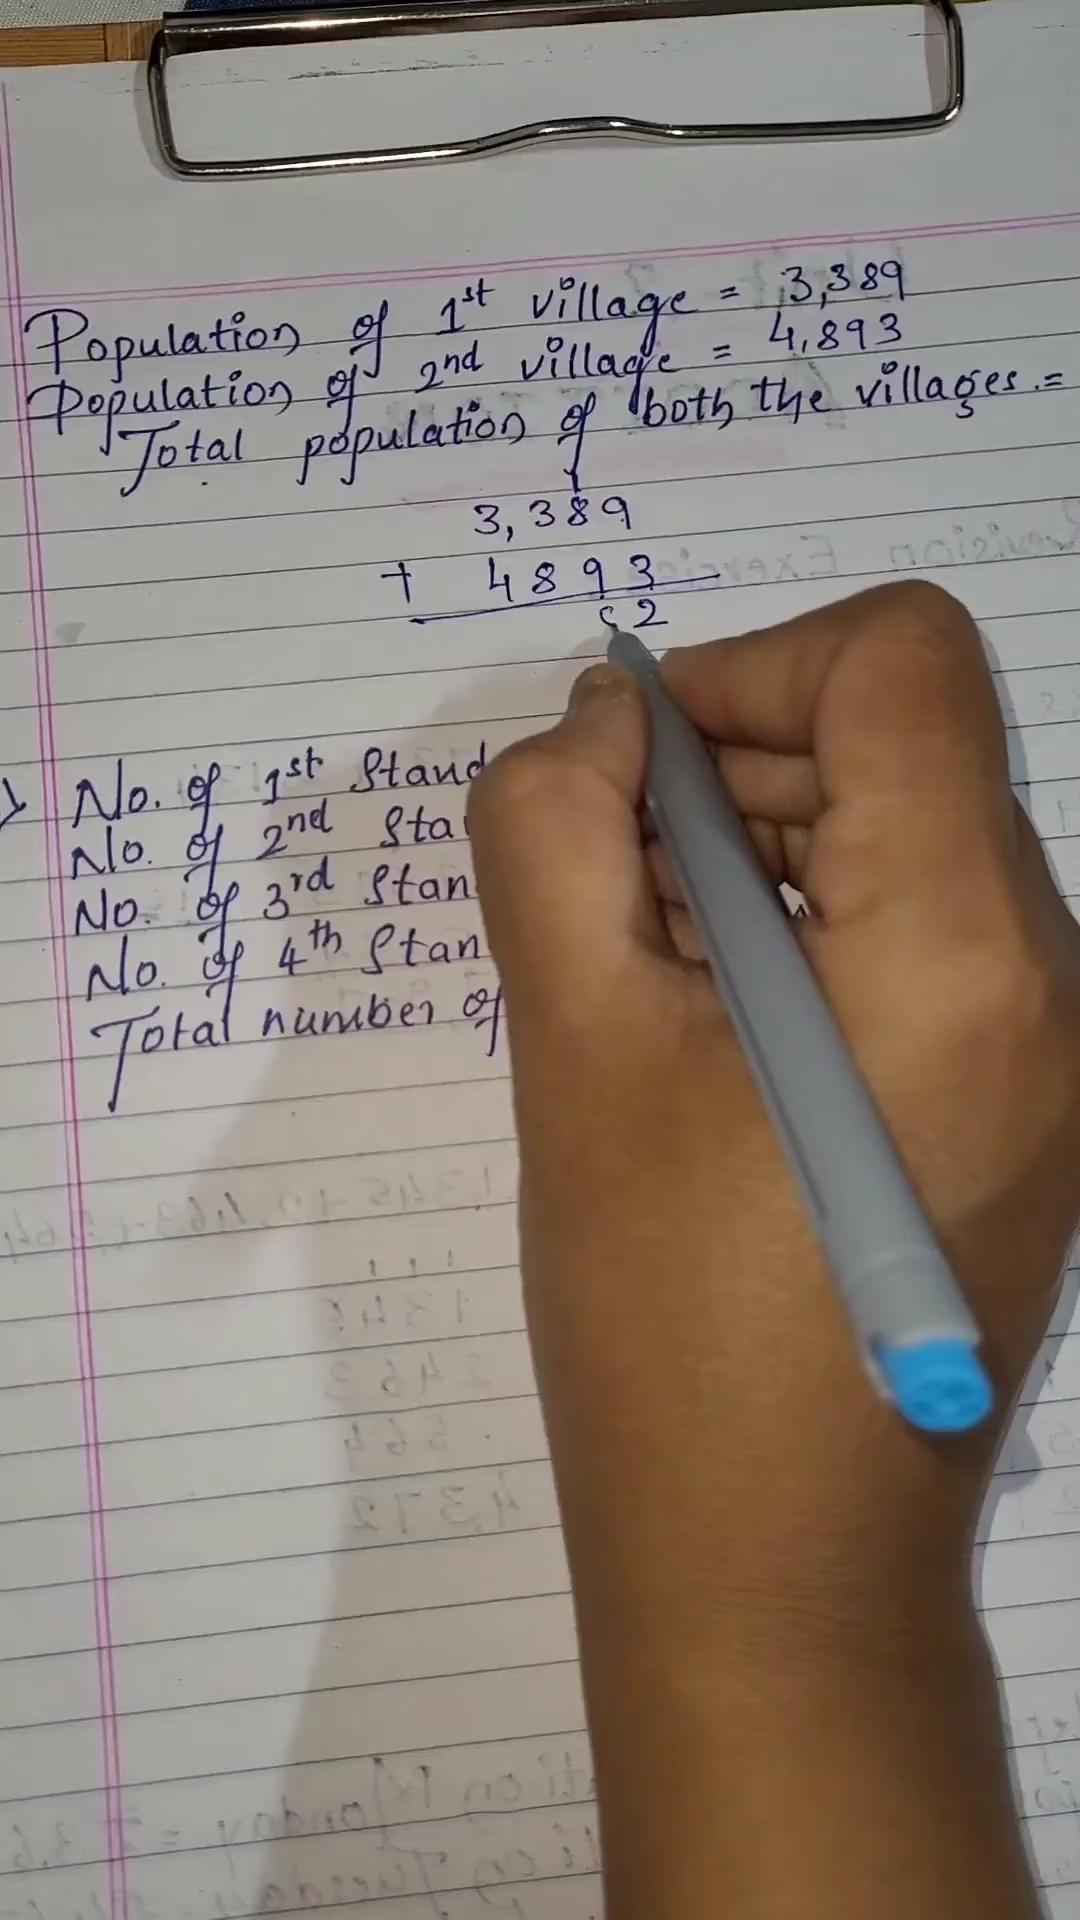 Population of 1st village = 3,389
Population of 2nd village = 4,893
Total population of both the villages. =
1
3,389
+ 4893
2
No. of 1st Stand
No. of 2nd Sta
No. of 3rd Stan
No. of 4th Stan
Total number of